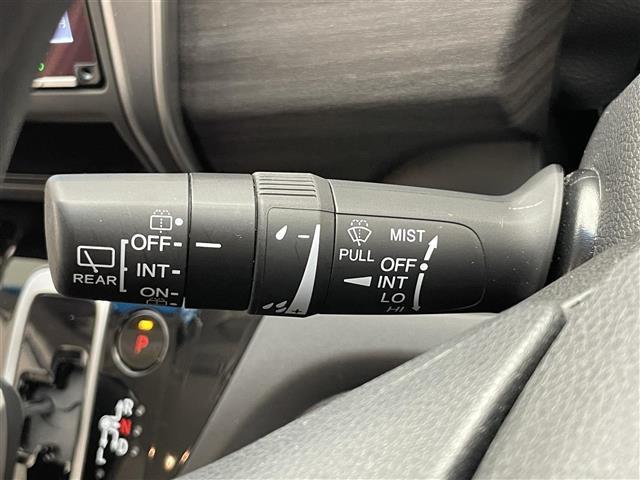 OFF
INT
ON
REAR
-
+
PULL
MIST
OFF
INT
LO
HI
P
R
N
D
L